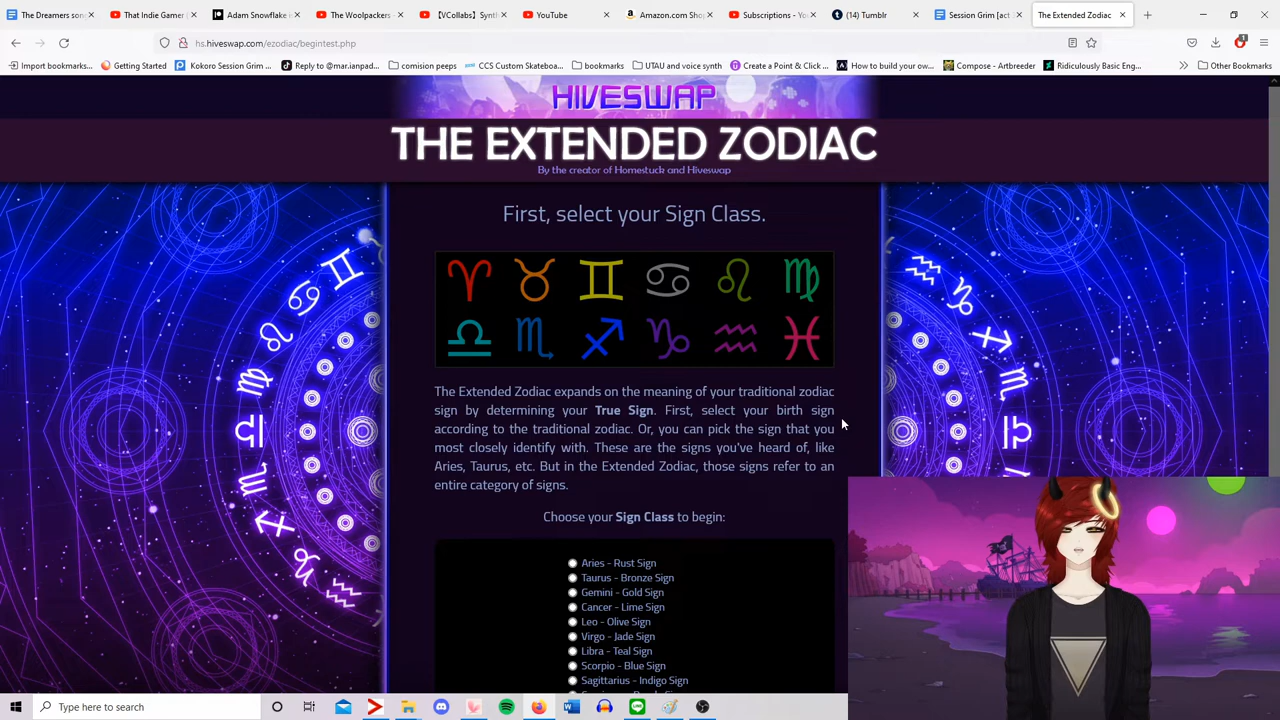 The Dreamers son
That Indie Gamer (
Adam Snowflake is
The Woolpackers -
【VCollabs】Synth
YouTube
Amazon.com Shop
Subscriptions - You
(14) Tumblr
Session Grim [act
The Extended Zodiac
hs.hiveswap.com/ezodiac/begintest.php
1
Import bookmarks...
Getting Started
Kokoro Session Grim ...
Reply to @mar.ianpad...
comision peeps
CCS Custom Skateboa...
bookmarks
UTAU and voice synth
Create a Point & Click ...
How to build your ow...
Compose - Artbreeder
Ridiculously Basic Eng...
Other Bookmarks
HIVESWAP
THE EXTENDED ZODIAC
By the creator of Homestuck and Hiveswap
First, select your Sign Class.
The Extended Zodiac expands on the meaning of your traditional zodiac
sign by determining your True Sign. First, select your birth sign
according to the traditional zodiac. Or, you can pick the sign that you
most closely identify with. These are the signs you've heard of, like
Aries, Taurus, etc. But in the Extended Zodiac, those signs refer to an
entire category of signs.
Choose your Sign Class to begin:
Aries - Rust Sign
Taurus - Bronze Sign
Gemini - Gold Sign
Cancer - Lime Sign
Leo - Olive Sign
Virgo - Jade Sign
Libra - Teal Sign
Scorpio - Blue Sign
Sagittarius - Indigo Sign
Type here to search